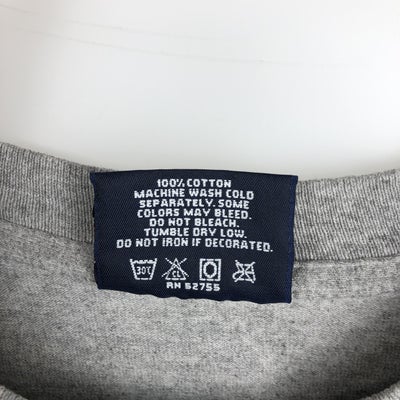 100% COTTON
MACHINE WASH COLD
SEPARATELY. SOME
COLORS MAY BLEED.
DO NOT BLEACH.
TUMBLE DRY LOW.
DO NOT IRON IF DECORATED.
30° CL
RN 52755